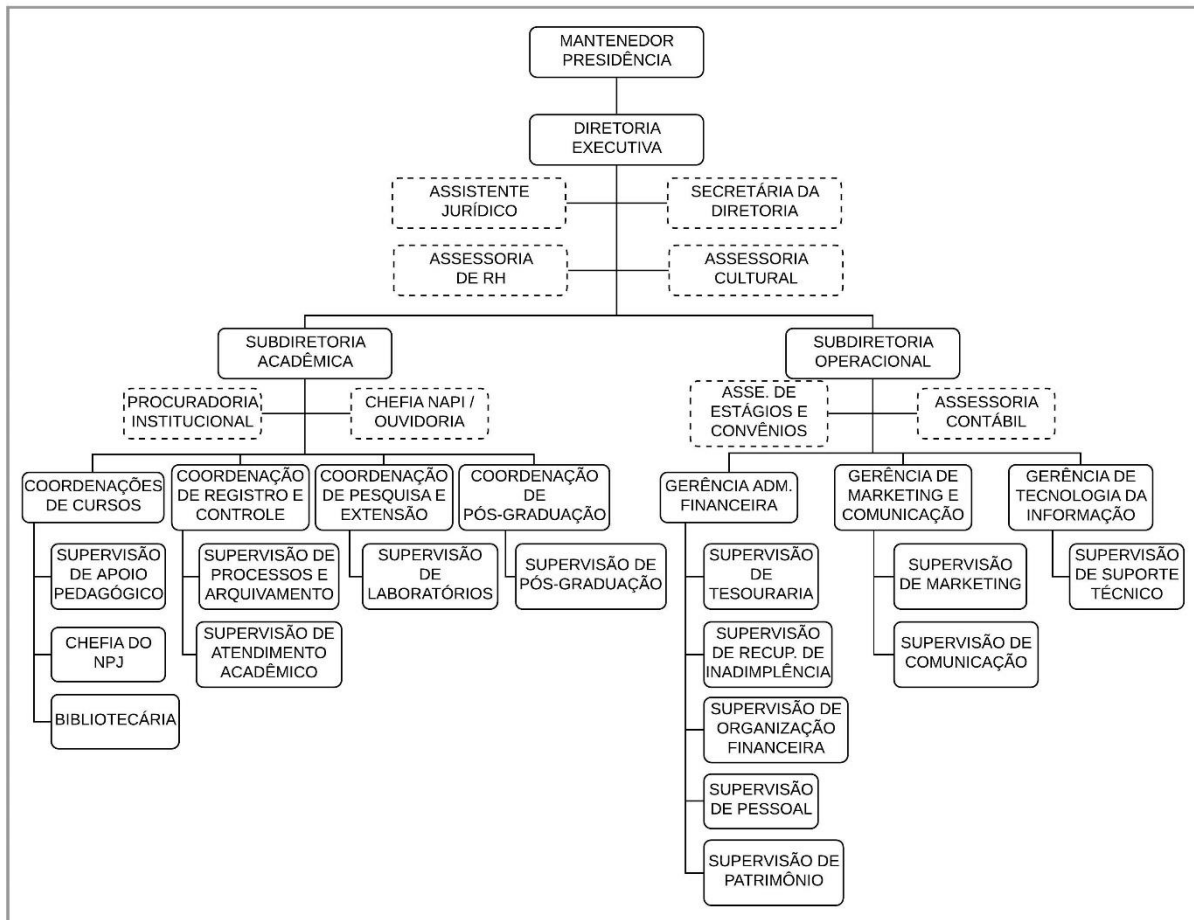 MANTENEDOR
PRESIDÊNCIA
DIRETORIA
EXECUTIVA
ASSISTENTE
JURÍDICO
SECRETÁRIA DA
DIRETORIA
ASSESSORIA
DE RH
ASSESSORIA
CULTURAL
SUBDIRETORIA
ACADÊMICA
SUBDIRETORIA
OPERACIONAL
PROCURADORIA
INSTITUCIONAL
CHEFIA NAPI /
OUVIDORIA
ASSE. DE
ESTÁGIOS E
CONVÊNIOS
ASSESSORIA
CONTÁBIL
COORDENAÇÕES
DE CURSOS
COORDENAÇÃO
DE REGISTRO E
CONTROLE
COORDENAÇÃO
DE PESQUISA E
EXTENSÃO
COORDENAÇÃO
DE
PÓS-GRADUAÇÃO
GERÊNCIA ADM.
FINANCEIRA
GERÊNCIA DE
MARKETING E
COMUNICAÇÃO
GERÊNCIA DE
TECNOLOGIA DA
INFORMAÇÃO
SUPERVISÃO
DE APOIO
PEDAGÓGICO
SUPERVISÃO DE
PROCESSOS E
ARQUIVAMENTO
SUPERVISÃO
DE
LABORATÓRIOS
SUPERVISÃO DE
PÓS-GRADUAÇÃO
SUPERVISÃO
DE
TESOURARIA
SUPERVISÃO
DE MARKETING
SUPERVISÃO
DE SUPORTE
TÉCNICO
CHEFIA DO
NPJ
SUPERVISÃO DE
ATENDIMENTO
ACADÊMICO
SUPERVISÃO
DE RECUP. DE
INADIMPLÊNCIA
SUPERVISÃO DE
COMUNICAÇÃO
BIBLIOTECÁRIA
SUPERVISÃO DE
ORGANIZAÇÃO
FINANCEIRA
SUPERVISÃO
DE PESSOAL
SUPERVISÃO DE
PATRIMÔNIO